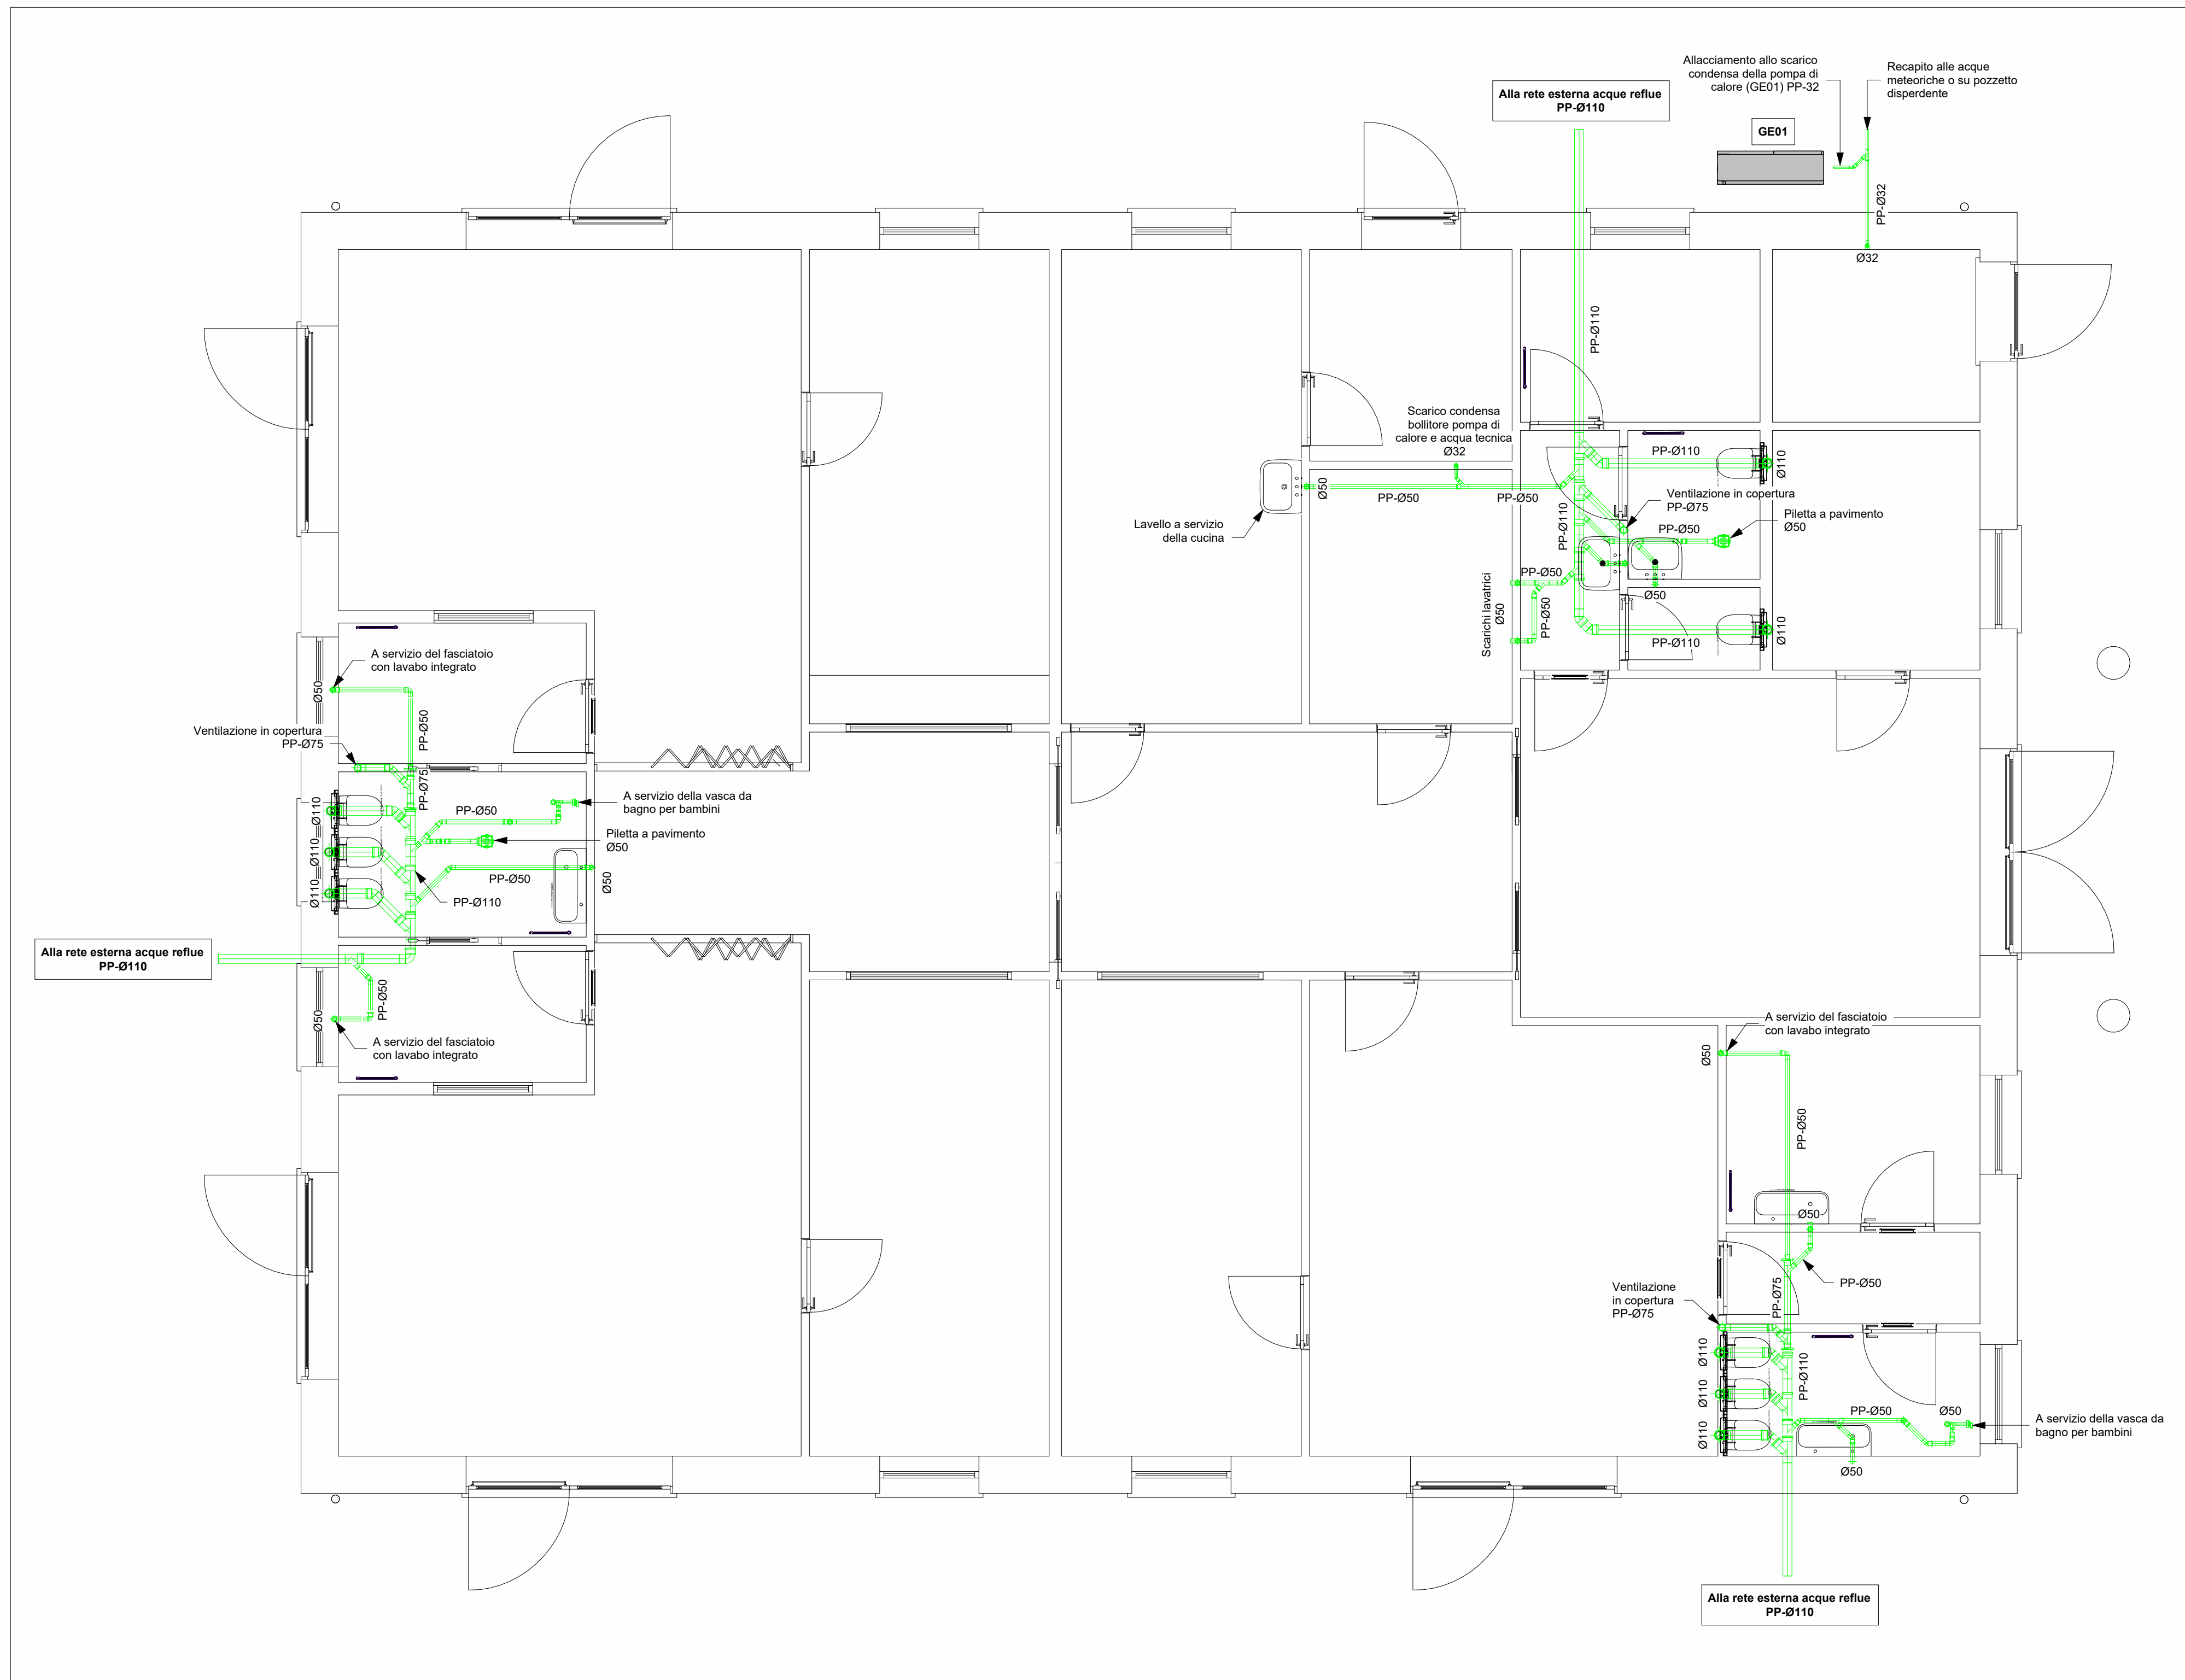 Allacciamento allo scarico
condensa della pompa di
calore (GE01) PP-32
Recapito alle acque
meteoriche o su pozzetto
disperdente
Alla rete esterna acque reflue
PP-Ø110
GE01
PP-Ø32
Ø32
PP-Ø110
Scarico condensa
bollitore pompa di
calore e acqua tecnica
Ø32
PP-Ø110
Ø110
Ø50
PP-Ø50
PP-Ø50
Ventilazione in copertura
PP-Ø75
Lavello a servizio
della cucina
PP-Ø110
PP-Ø50
Piletta a pavimento
Ø50
PP-Ø50
Scarichi lavatrici
Ø50
PP-Ø50
Ø50
PP-Ø110
Ø110
A servizio del fasciatoio
con lavabo integrato
Ø50
PP-Ø50
Ventilazione in copertura
PP-Ø75
PP-Ø75
PP-Ø50
A servizio della vasca da
bagno per bambini
Ø110
Ø110
Ø110
Piletta a pavimento
Ø50
PP-Ø50
Ø50
PP-Ø110
Alla rete esterna acque reflue
PP-Ø110
PP-Ø50
Ø50
A servizio del fasciatoio
con lavabo integrato
A servizio del fasciatoio
con lavabo integrato
Ø50
PP-Ø50
Ø50
PP-Ø50
PP-Ø75
Ventilazione
in copertura
PP-Ø75
Ø110
Ø110
Ø110
PP-Ø110
PP-Ø50
Ø50
A servizio della vasca da
bagno per bambini
Ø50
Alla rete esterna acque reflue
PP-Ø110